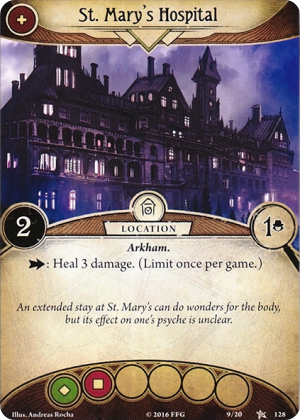 St. Mary's Hospital
2
LOCATION
1
Arkham.
: Heal 3 damage. (Limit once per game.)
An extended stay at St. Mary's can do wonders for the body,
but its effect on one's psyche is unclear.
Illus. Andreas Rocha
© 2016 FFG
9/20
128